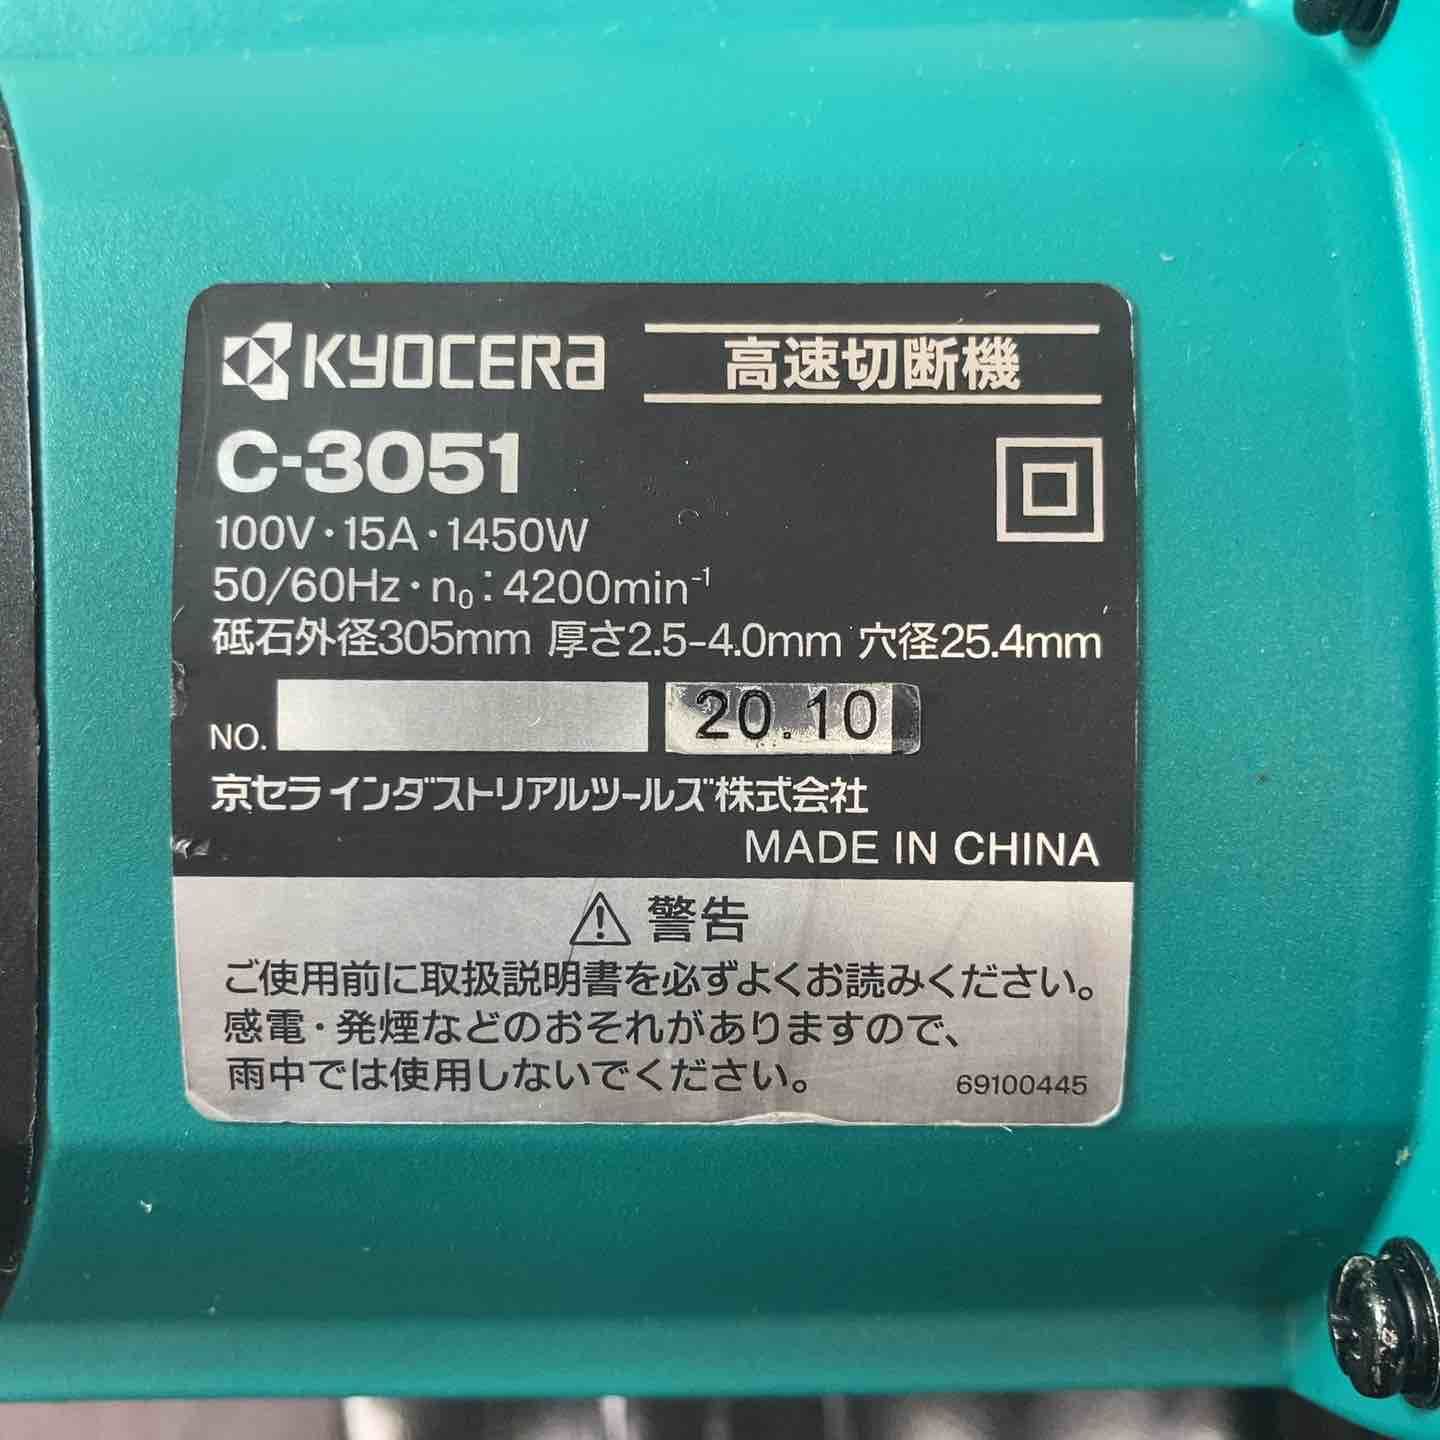 KYOCERA 高速切断機
C-3051
100V・15A・1450W
50/60Hz・n₀:4200min⁻¹
砥石外径305mm 厚さ2.5-4.0mm 穴径25.4mm
NO. 20.10
京セラインダストリアルツールズ株式会社
MADE IN CHINA
⚠ 警告
ご使用前に取扱説明書を必ずよくお読みください。
感電・発煙などのおそれがありますので、
雨中では使用しないでください。 69100445